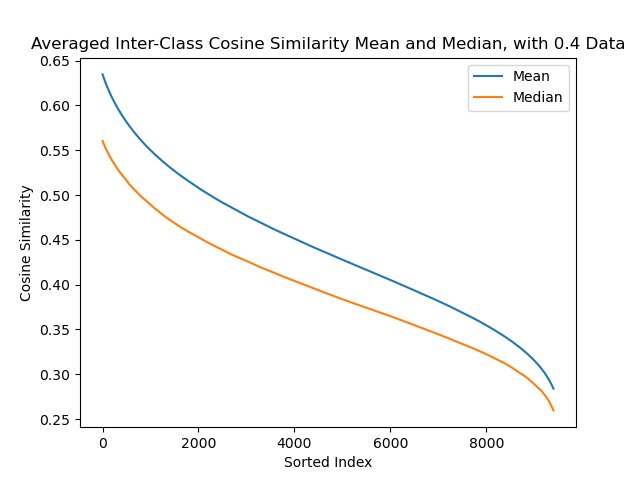 Averaged Inter-Class Cosine Similarity Mean and Median, with 0.4 Data
Mean
Median
Cosine Similarity
0.65
0.60
0.55
0.50
0.45
0.40
0.35
0.30
0.25
0 2000 4000 6000 8000
Sorted Index